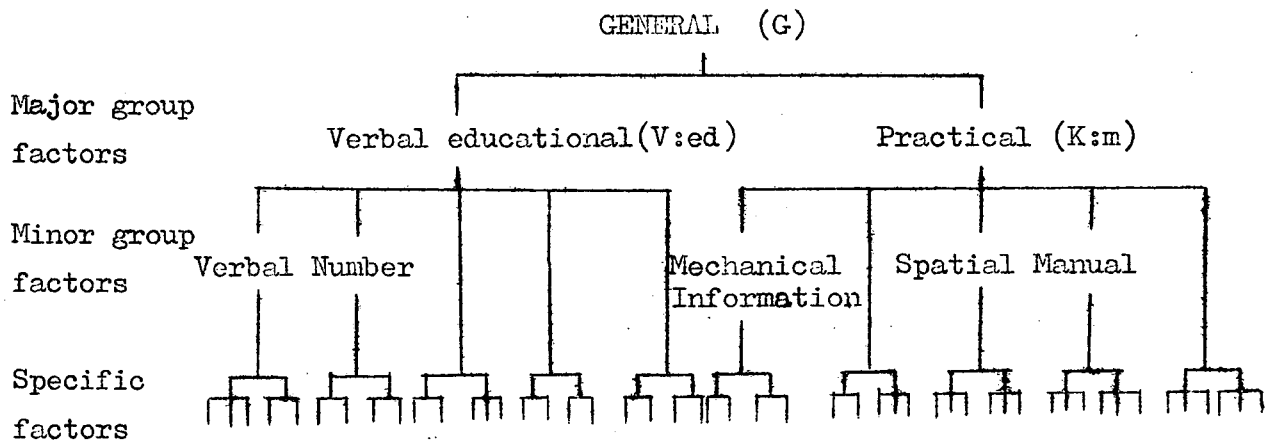 GENERAL (G)
Major group
factors
Verbal educational(V:ed)
Practical (K:m)
Minor group
factors
Verbal Number
Mechanical
Information
Spatial Manual
Specific
factors